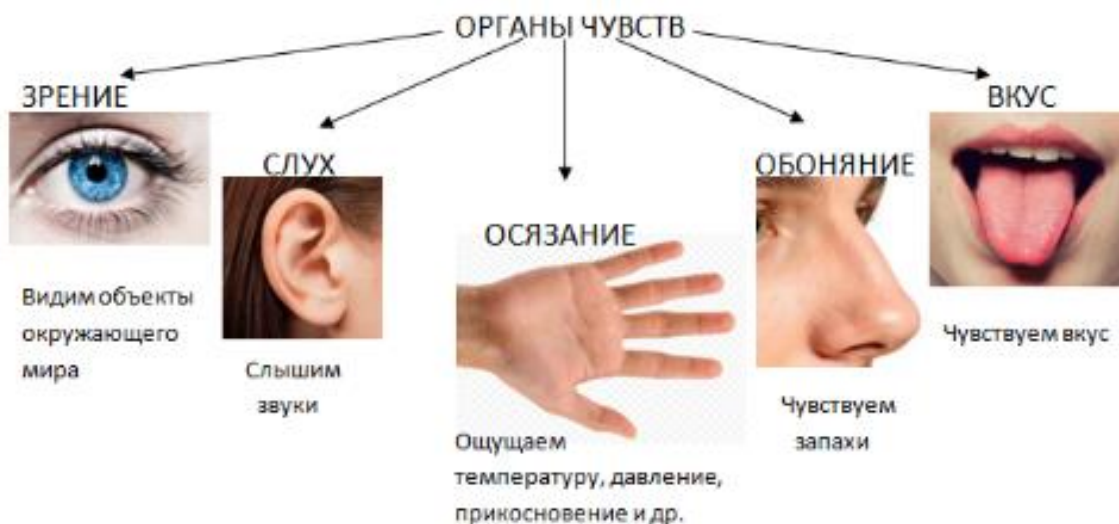 ОРГАНЫ ЧУВСТВ
ЗРЕНИЕ
Видим объекты
окружающего
мира
СЛУХ
Слышим
звуки
ОСЯЗАНИЕ
Ощущаем
температуру, давление,
прикосновение и др.
ОБОНЯНИЕ
Чувствуем
запахи
ВКУС
Чувствуем вкус